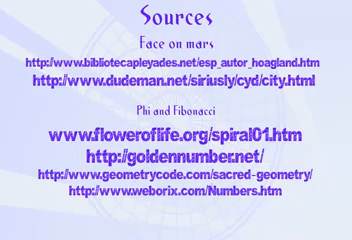 Sources
Face on mars
http://www.bibliotecapleyades.net/esp_autor_hoagland.htm
http://www.dudeman.net/siriusly/cyd/city.html
Phi and Fibonacci
www.floweroflife.org/spiral01.htm
http://goldennumber.net/
http://www.geometrycode.com/sacred-geometry/
http://www.weborix.com/Numbers.htm